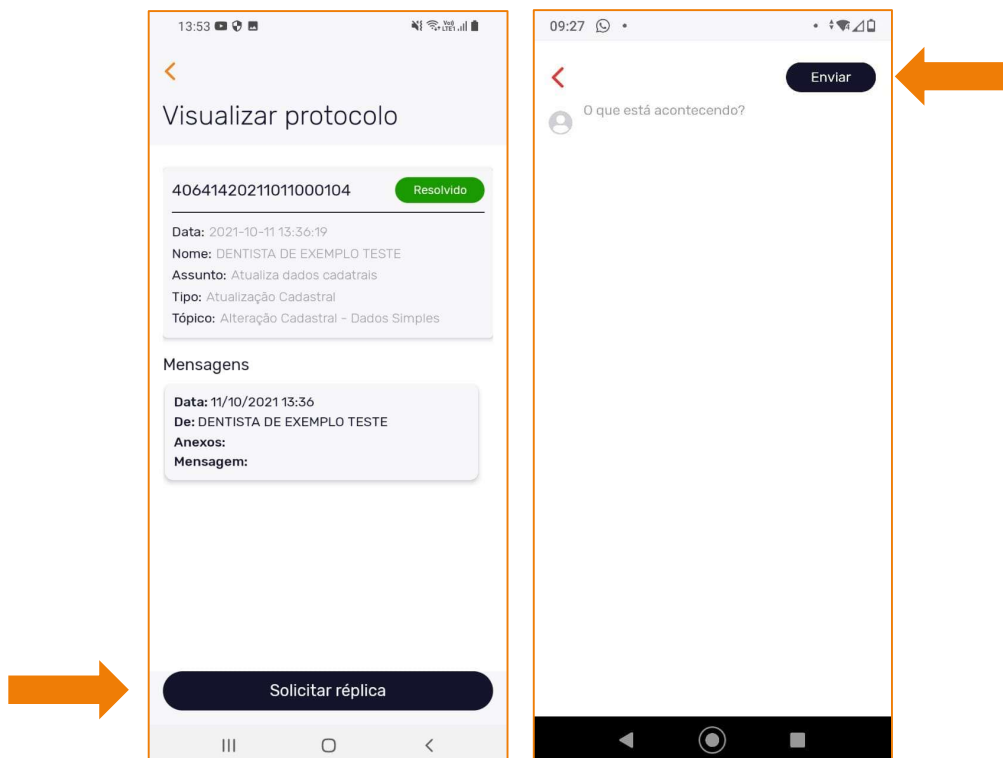 13:53
Visualizar protocolo
40641420211011000104 Resolvido
Data: 2021-10-11 13:36:19
Nome: DENTISTA DE EXEMPLO TESTE
Assunto: Atualiza dados cadatrais
Tipo: Atualização Cadastral
Tópico: Alteração Cadastral - Dados Simples
Mensagens
Data: 11/10/2021 13:36
De: DENTISTA DE EXEMPLO TESTE
Anexos:
Mensagem:
Solicitar réplica
09:27
Enviar
O que está acontecendo?